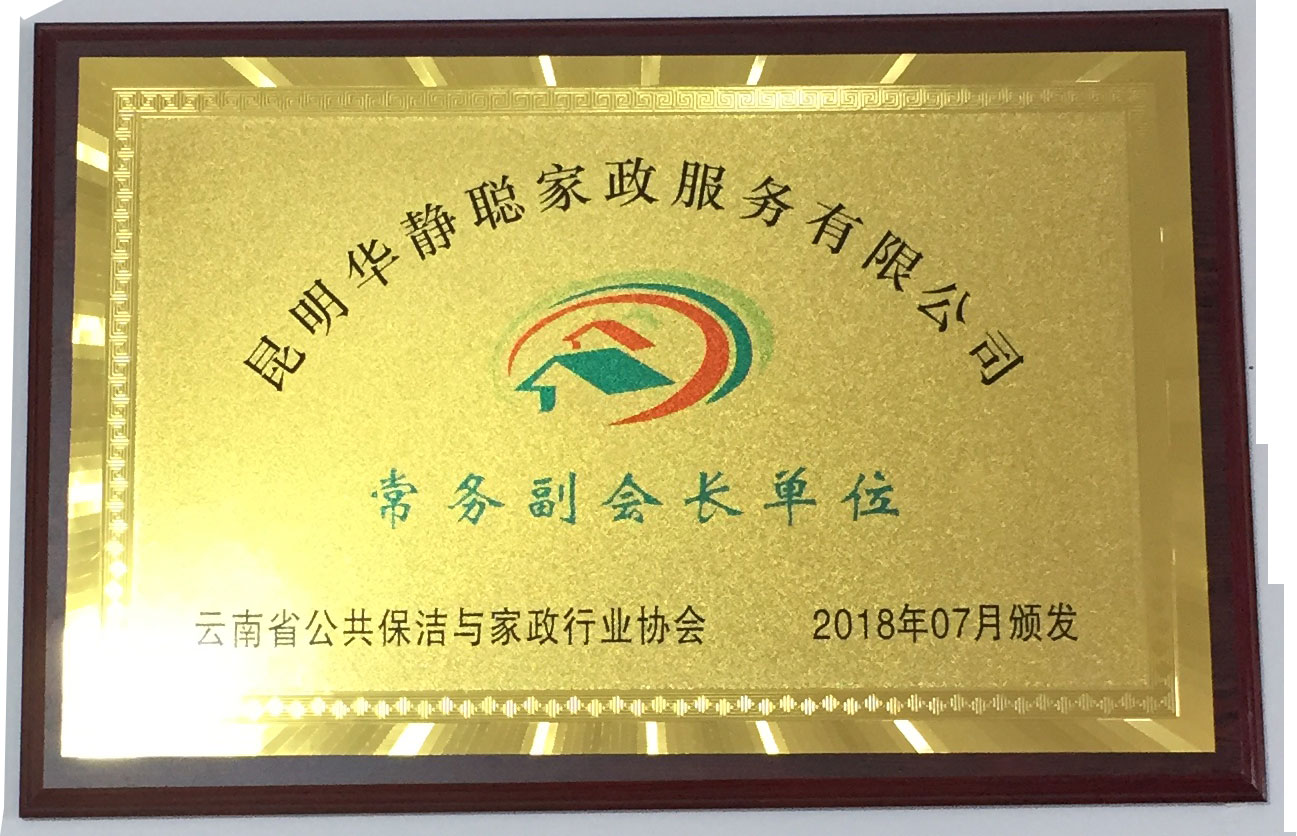 昆明华静聪家政服务有限公司
常务副会长单位
云南省公共保洁与家政行业协会 2018年07月颁发